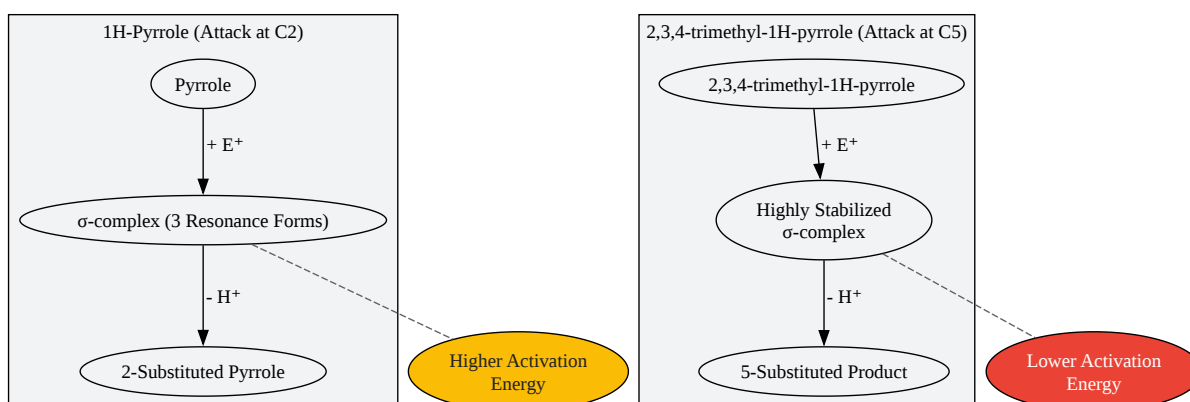 1H-Pyrrole (Attack at C2)
Pyrrole
+ E⁺
σ-complex (3 Resonance Forms)
- H⁺
2-Substituted Pyrrole
Higher Activation
Energy
2,3,4-trimethyl-1H-pyrrole (Attack at C5)
2,3,4-trimethyl-1H-pyrrole
+ E⁺
Highly Stabilized
σ-complex
- H⁺
5-Substituted Product
Lower Activation
Energy